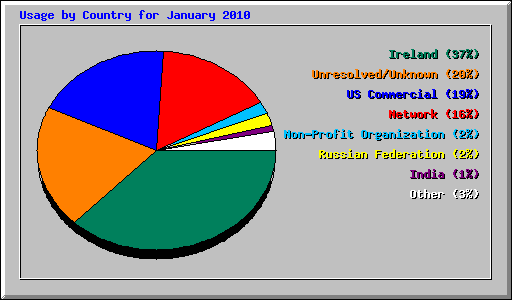 Usage by Country for January 2010
Ireland (37%)
Unresolved/Unknown (20%)
US Commercial (19%)
Network (16%)
Non-Profit Organization (2%)
Russian Federation (2%)
India (1%)
Other (3%)